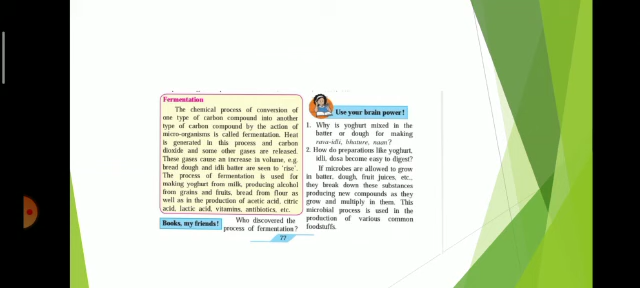 Fermentation
The chemical process of conversion of
one type of carbon compound into another
type of carbon compound by the action of
micro-organisms is called fermentation. Heat
is generated in this process and carbon
dioxide and some other gases are released.
These gases cause an increase in volume, e.g.
bread dough and idli batter are seen to 'rise'.
The process of fermentation is used for
making yoghurt from milk, producing alcohol
from grains and fruits, bread from flour as
well as in the production of acetic acid, citric
acid, lactic acid, vitamins, antibiotics, etc.
Books, my friends! Who discovered the
process of fermentation?
Use your brain power!
1. Why is yoghurt mixed in the
batter or dough for making
rava-idli, bhature, naan?
2. How do preparations like yoghurt,
idli, dosa become easy to digest?
If microbes are allowed to grow
in batter, dough, fruit juices, etc.,
they break down these substances
producing new compounds as they
grow and multiply in them. This
microbial process is used in the
production of various common
foodstuffs.
77